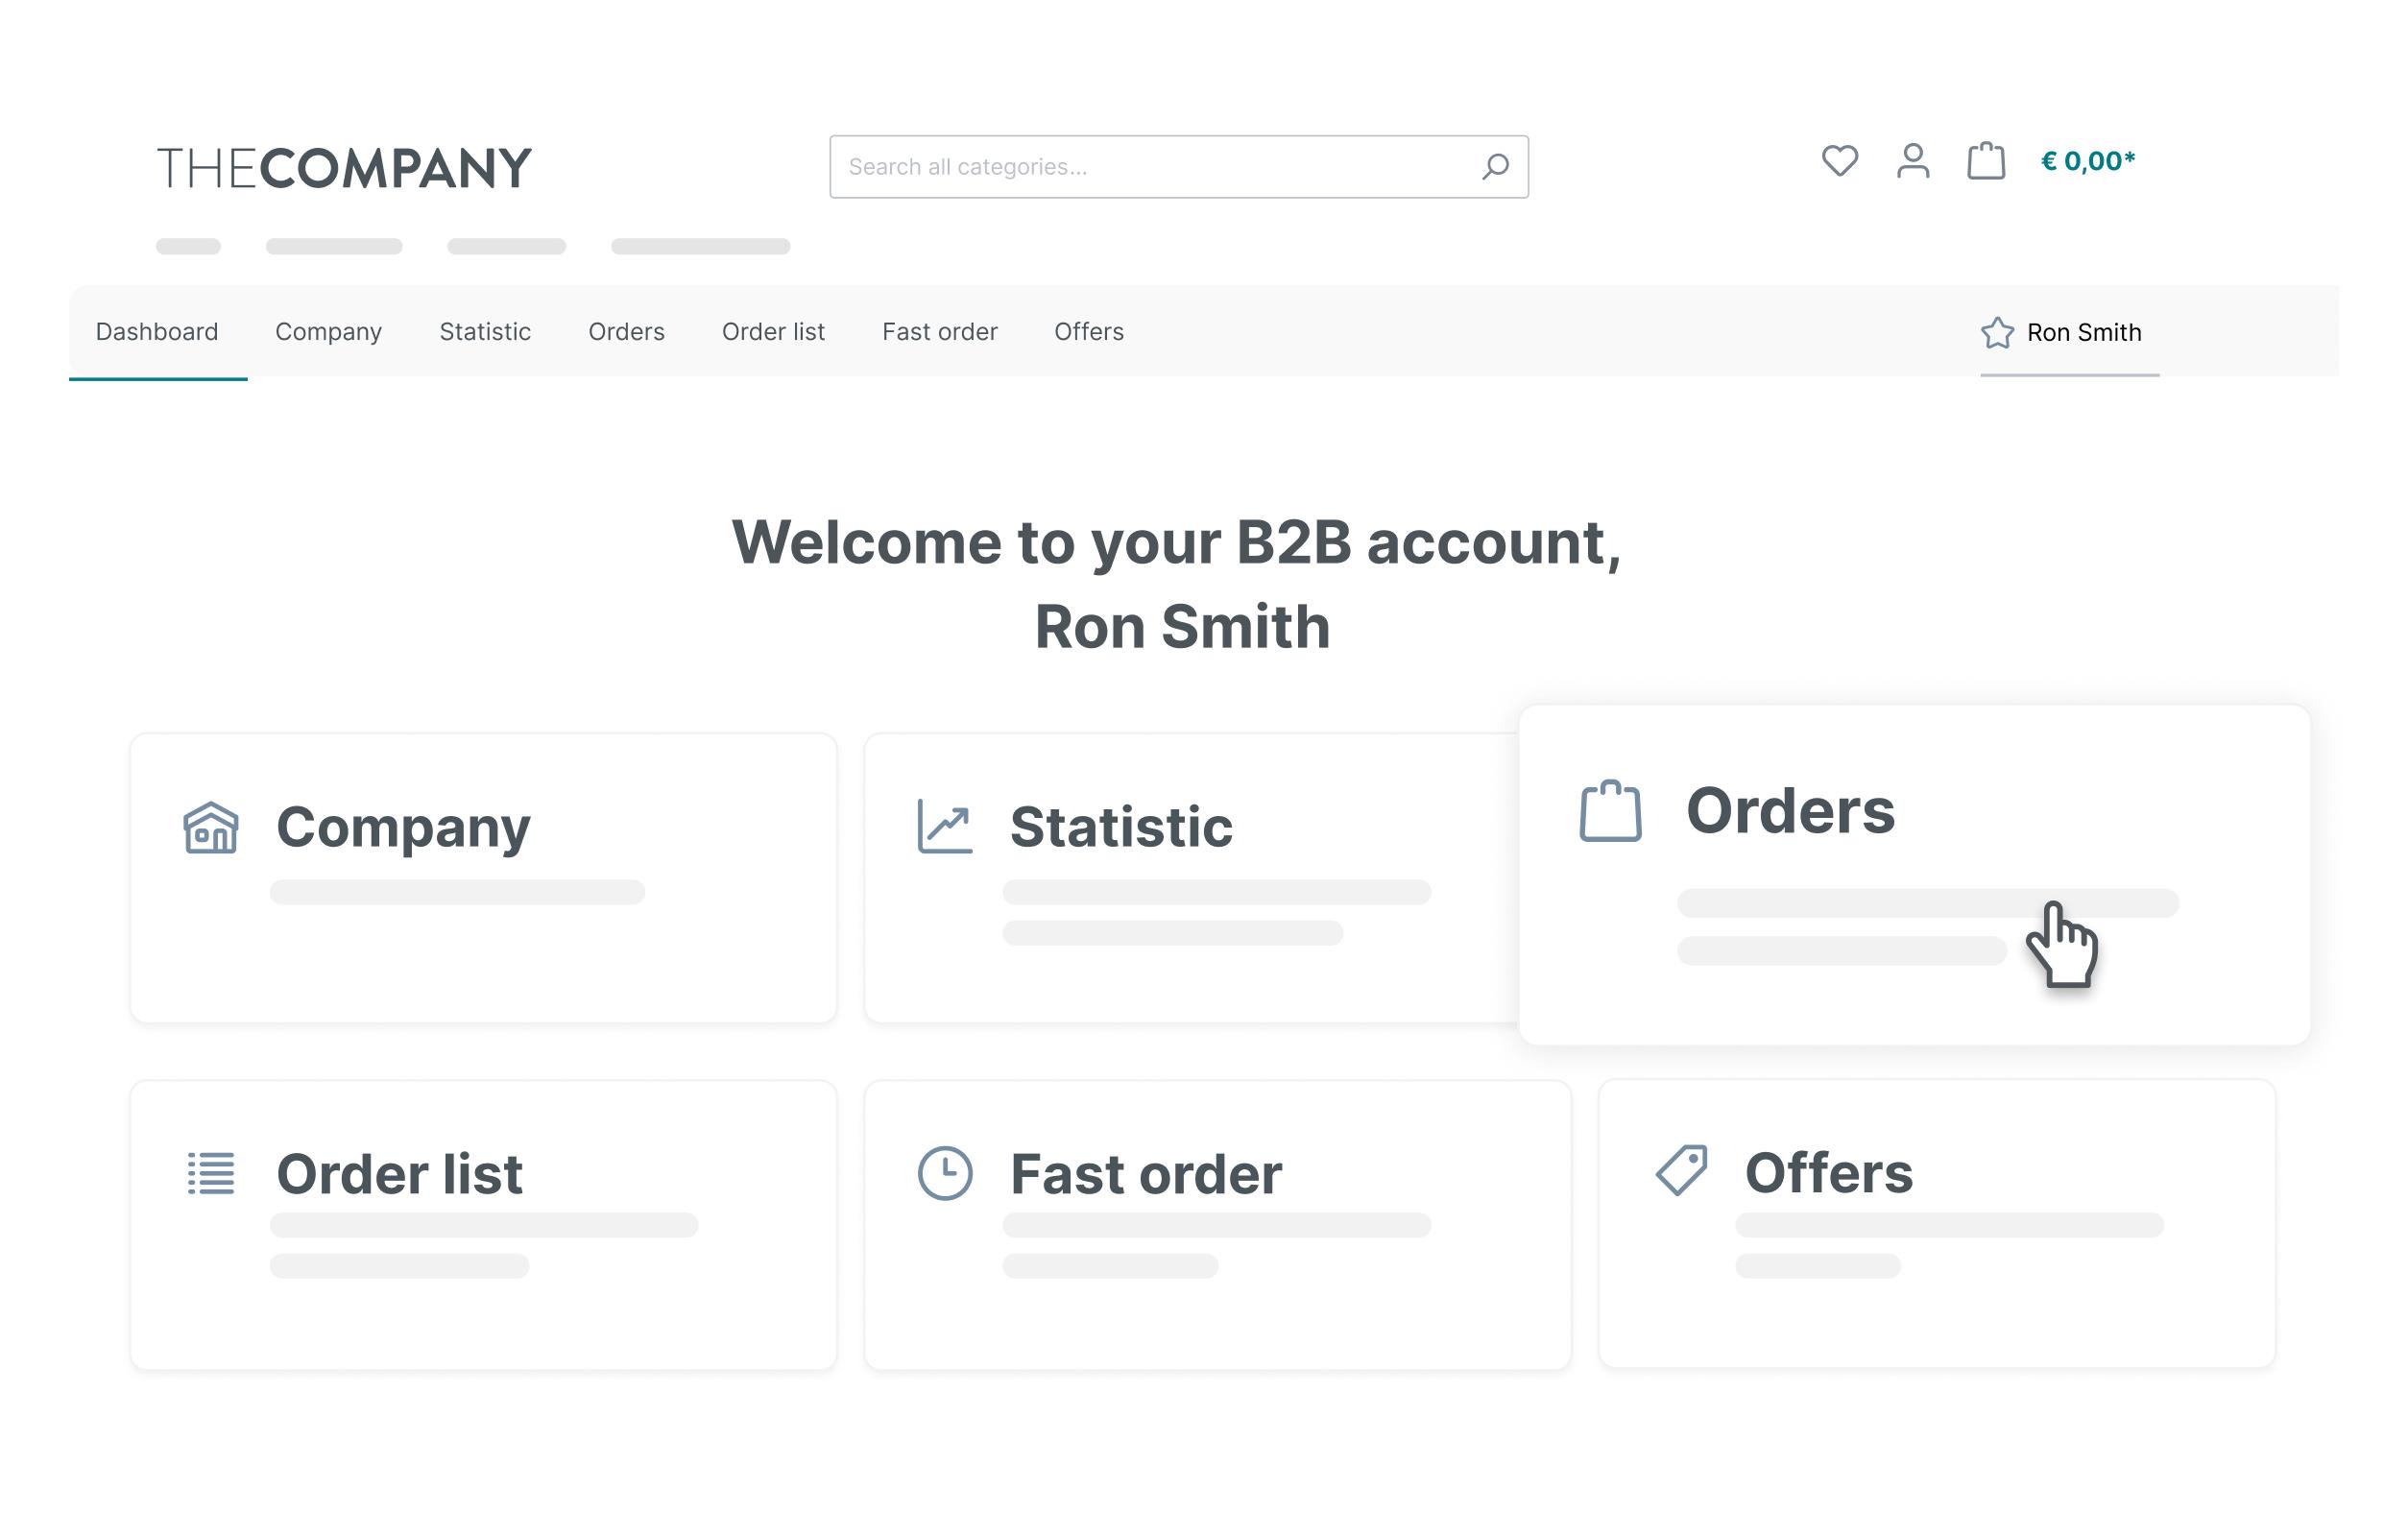 THECOMPANY
Search all categories...
€ 0,00*
Dashboard Company Statistic Orders Order list Fast order Offers Ron Smith
Welcome to your B2B account,
Ron Smith
Company
Statistic
Orders
Order list
Fast order
Offers